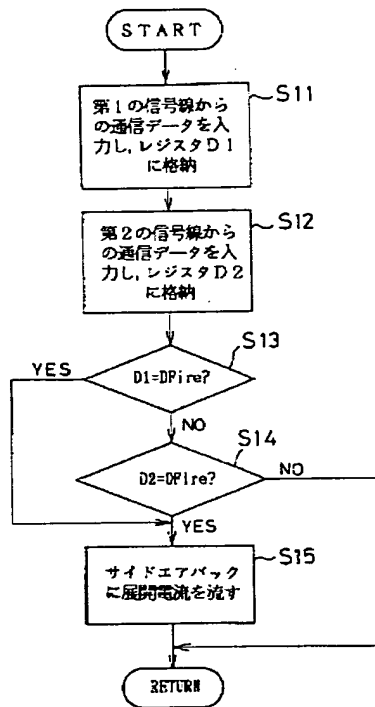 START
第1の信号線から
の通信データを入
力し,レジスタD1
に格納
S11
第2の信号線から
の通信データを入
力し,レジスタD2
に格納
S12
D1=DFire?
S13
YES
NO
D2=DFire?
S14
NO
YES
サイドエアバック
に展開電流を流す
S15
RETURN